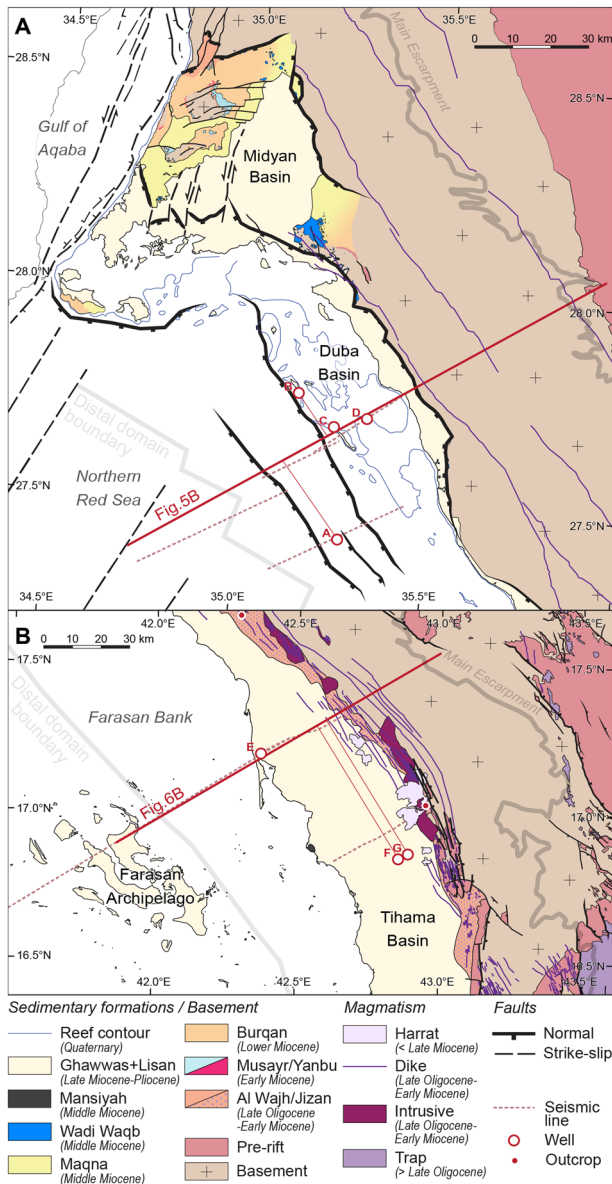 A
34.5°E
35.0°E
35.5°E
0 10 20 30 km
28.5°N
28.5°N
Main Escarpment
Gulf of
Aqaba
Midyan
Basin
28.0°N
28.0°N
Duba
Basin
B
C
D
Distal domain
boundary
Northern
Red Sea
Fig.5B
27.5°N
27.5°N
A
34.5°E
35.0°E
35.5°E
B
42.0°E
42.5°E
43.0°E
43.5°E
0 10 20 30 km
17.5°N
17.5°N
Main Escarpment
Distal domain
boundary
Farasan Bank
E
Fig.6B
17.0°N
17.0°N
F
G
Farasan
Archipelago
Tihama
Basin
16.5°N
16.5°N
42.0°E
42.5°E
43.0°E
43.5°E
Sedimentary formations / Basement
Reef contour
(Quaternary)
Ghawwas+Lisan
(Late Miocene-Pliocene)
Mansiyah
(Middle Miocene)
Wadi Waqb
(Middle Miocene)
Maqna
(Middle Miocene)
Burqan
(Lower Miocene)
Musayr/Yanbu
(Early Miocene)
Al Wajh/Jizan
(Late Oligocene
-Early Miocene)
Pre-rift
Basement
Magmatism
Harrat
(< Late Miocene)
Dike
(Late Oligocene-
Early Miocene)
Intrusive
(Late Oligocene-
Early Miocene)
Trap
(> Late Oligocene)
Faults
Normal
Strike-slip
Seismic
line
Well
Outcrop